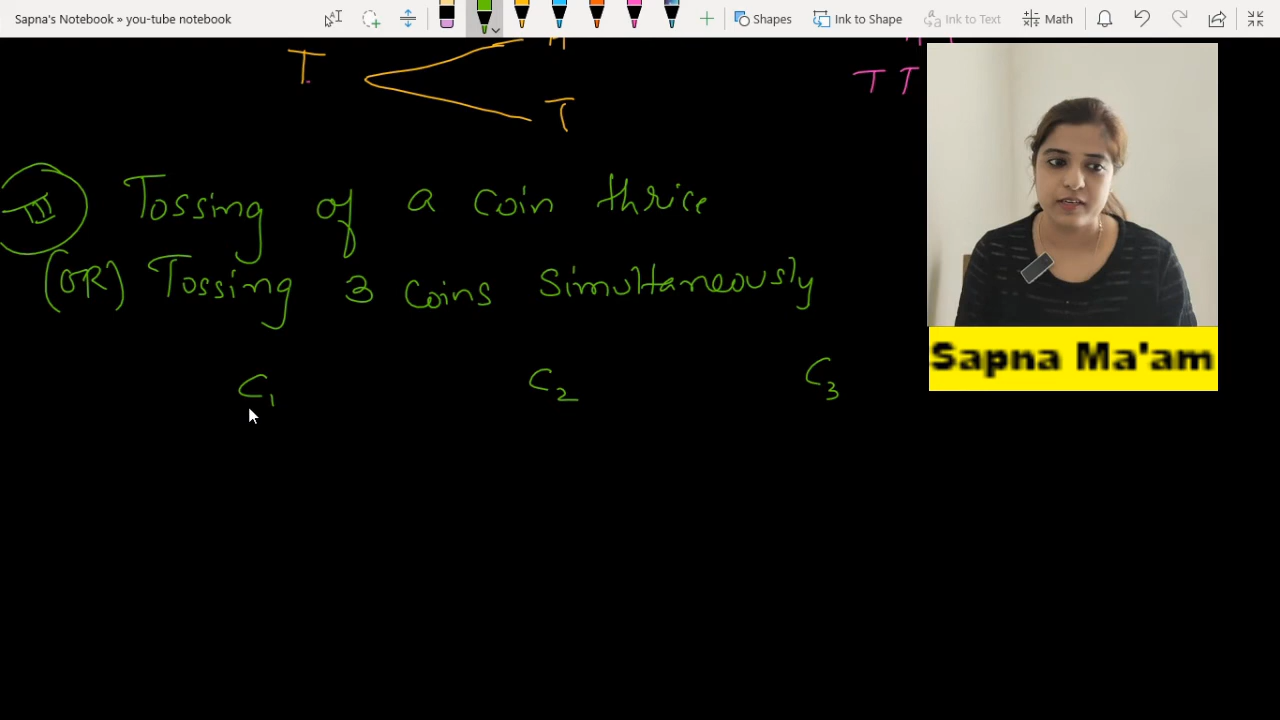 Sapna's Notebook » you-tube notebook
Shapes
Ink to Shape
Ink to Text
Math
T
H
T
T T
III Tossing of a coin thrice
(OR) Tossing 3 coins simultaneously
C1 C2 C3
Sapna Ma'am